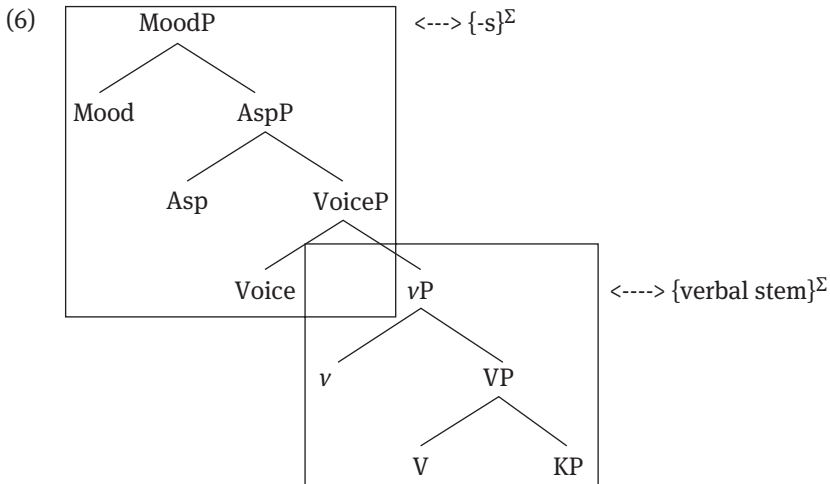 (6) MoodP <---> {-s}Σ
Mood AspP
Asp VoiceP
Voice vP <----> {verbal stem}Σ
v VP
V KP